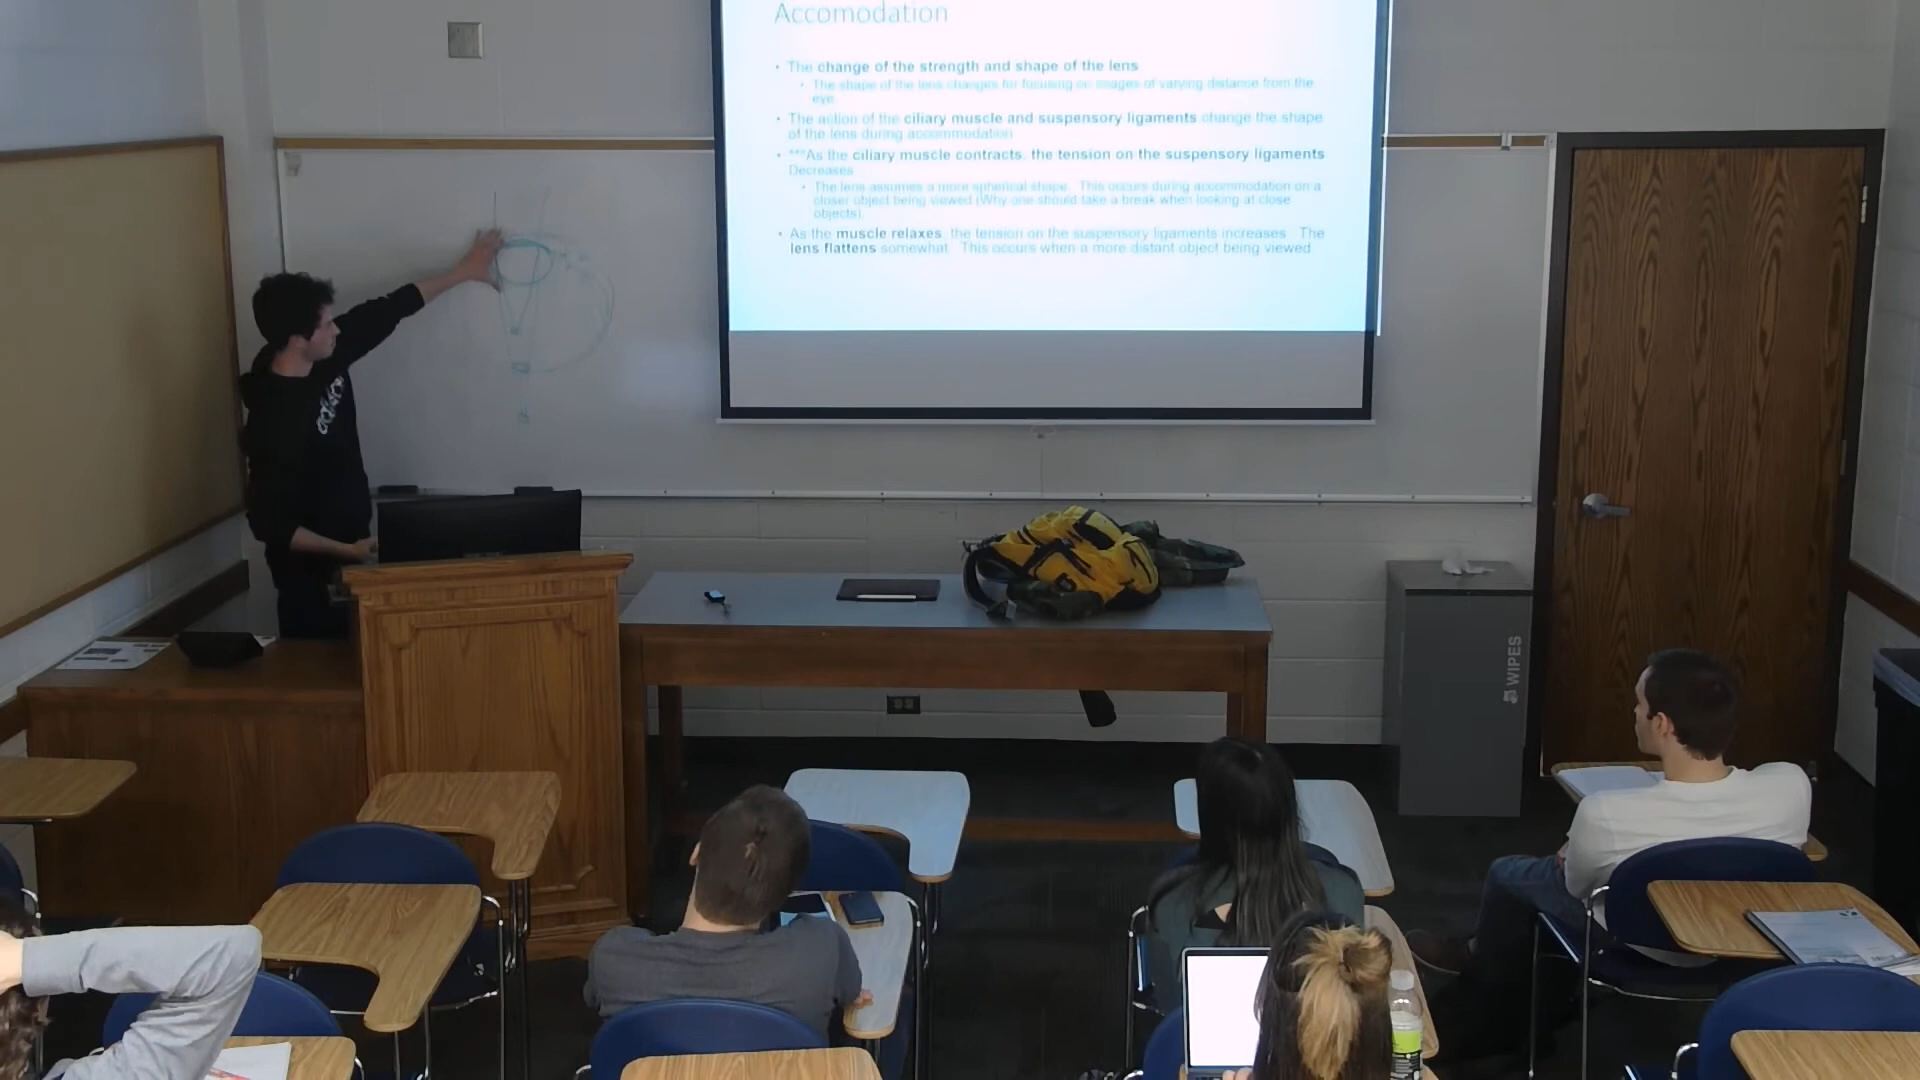 Accomodation
• The change of the strength and shape of the lens
• The shape of the lens changes for focusing on images of varying distance from the
eye.
• The action of the ciliary muscle and suspensory ligaments change the shape
of the lens during accommodation
• ***As the ciliary muscle contracts, the tension on the suspensory ligaments
Decreases
• The lens assumes a more spherical shape. This occurs during accommodation on a
closer object being viewed (Why one should take a break when looking at close
objects).
• As the muscle relaxes, the tension on the suspensory ligaments increases. The
lens flattens somewhat. This occurs when a more distant object being viewed
adidas
WIPES